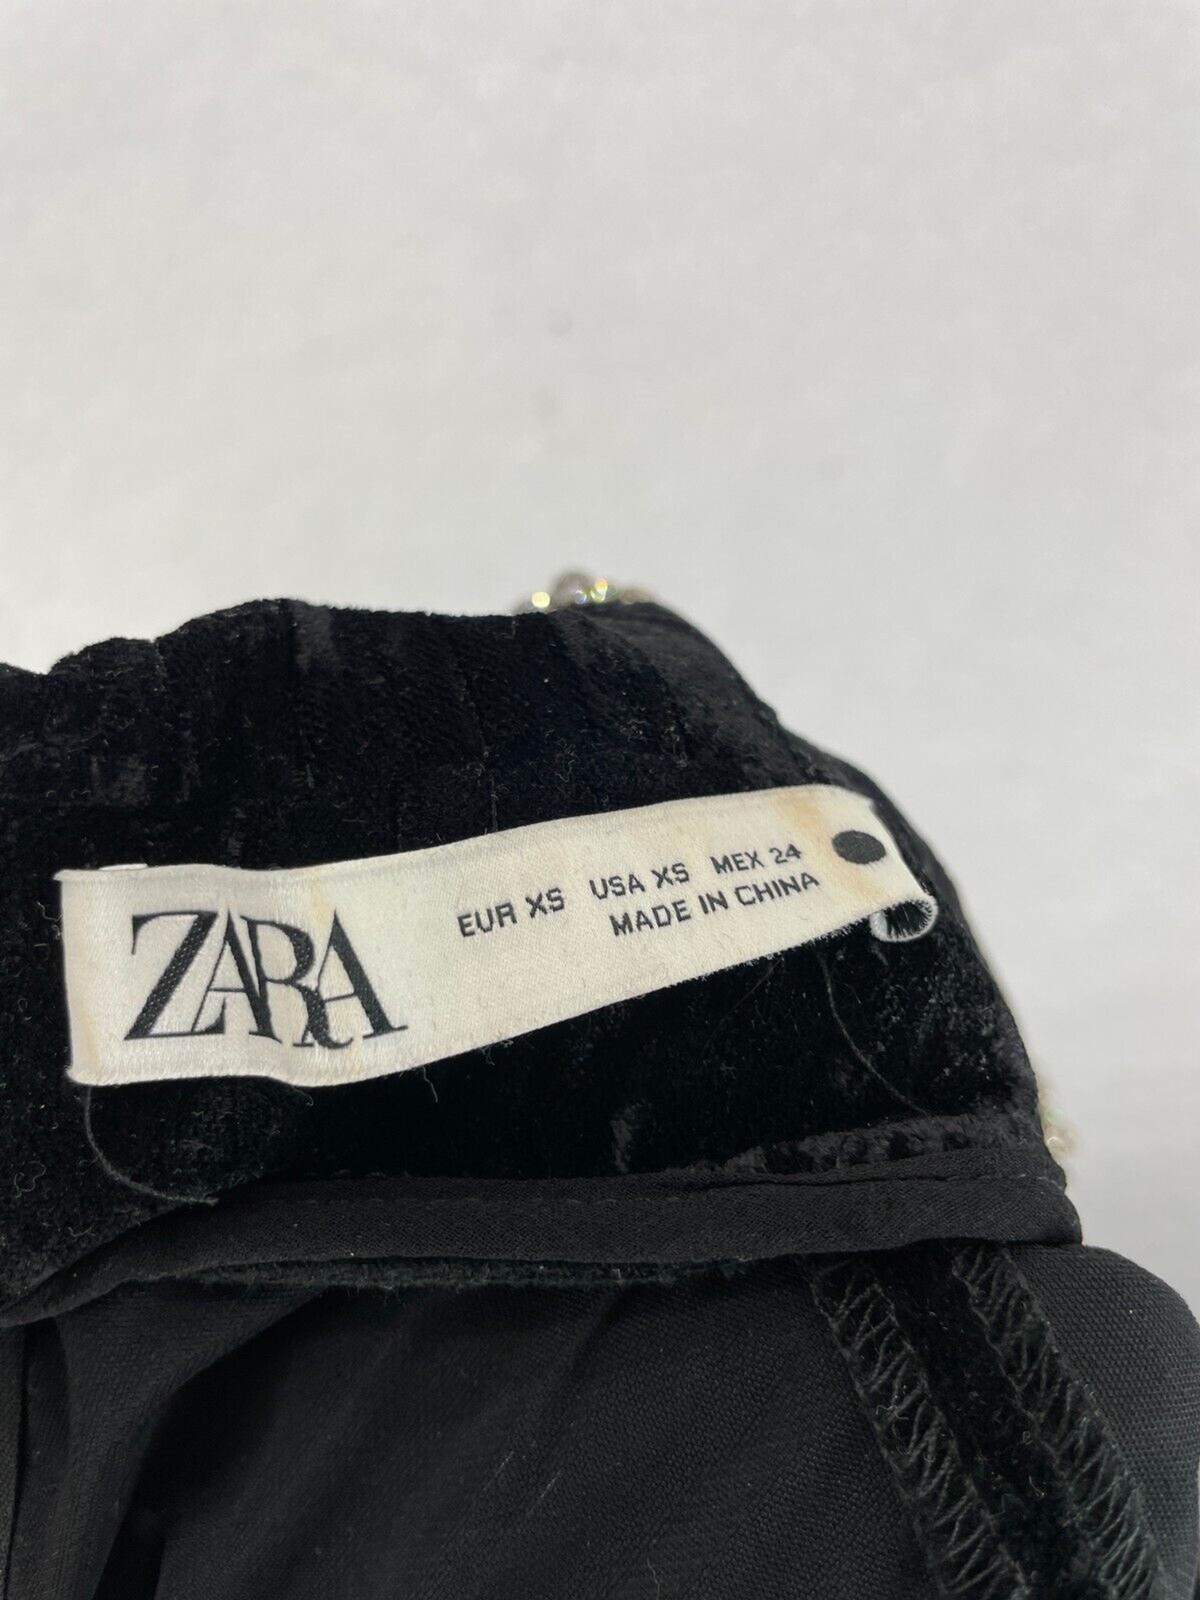 ZARA
EUR XS USA XS MEX 24
MADE IN CHINA